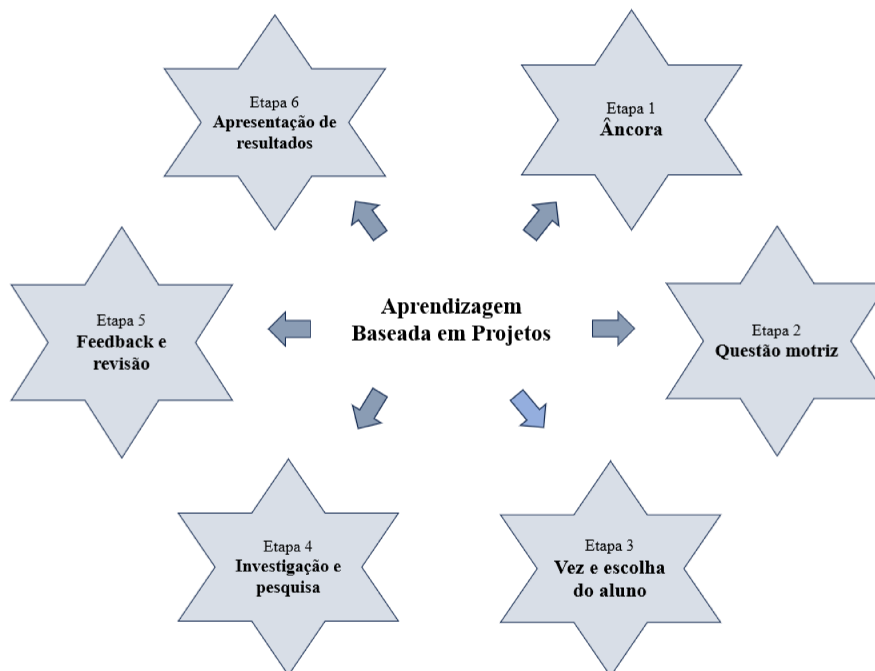 Etapa 6
Apresentação de
resultados
Etapa 1
Âncora
Etapa 5
Feedback e
revisão
Aprendizagem
Baseada em Projetos
Etapa 2
Questão motriz
Etapa 4
Investigação e
pesquisa
Etapa 3
Vez e escolha
do aluno